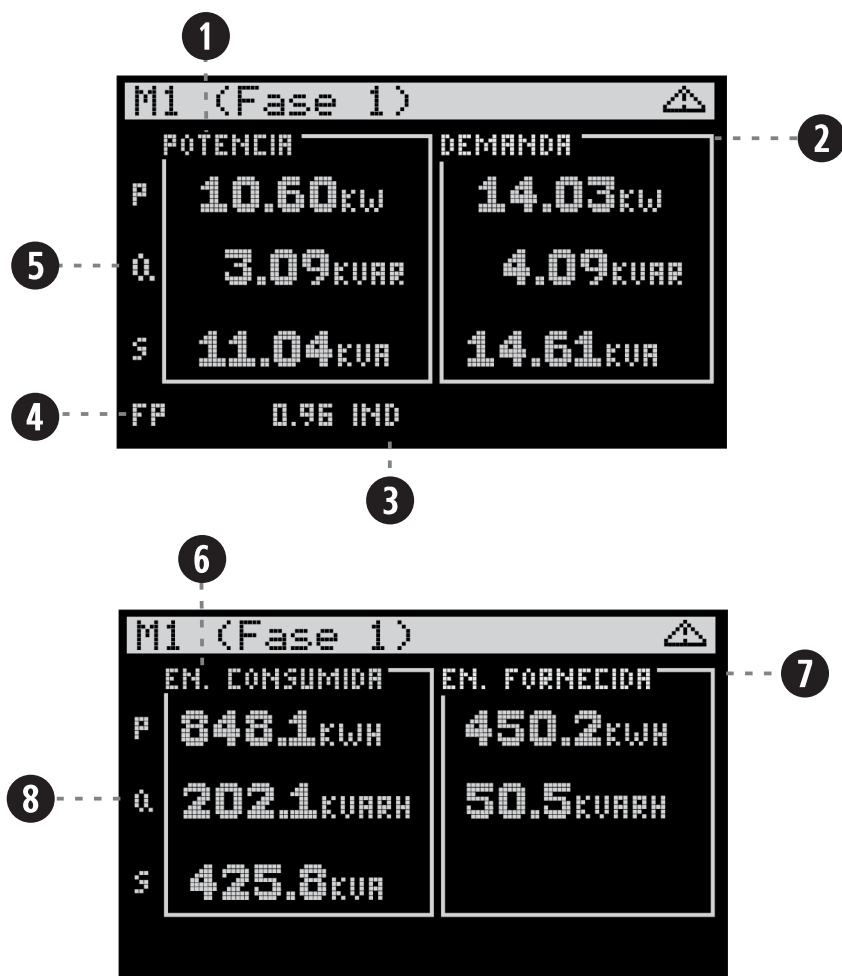 1
M1 (Fase 1)
POTENCIA DEMANDA
2
P 10.60KW 14.03KW
5
Q 3.09KVAR 4.09KVAR
S 11.04KVA 14.61KVA
4
FP 0.96 IND
3
6
M1 (Fase 1)
EN. CONSUMIDA EN. FORNECIDA
7
P 848.1KWH 450.2KWH
8
Q 202.1KVARH 50.5KVARH
S 425.8KVA